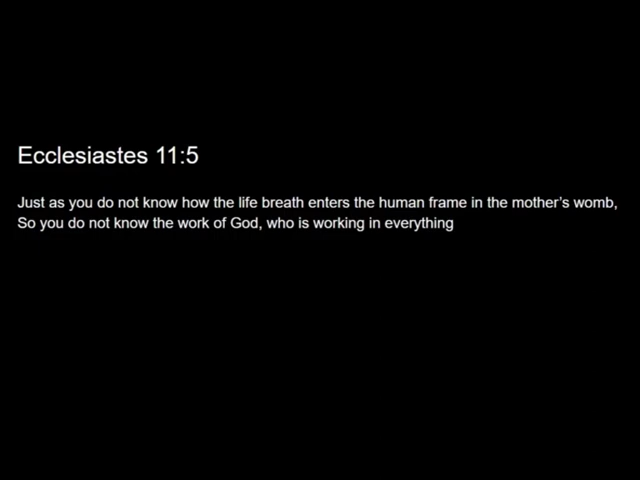 Ecclesiastes 11:5
Just as you do not know how the life breath enters the human frame in the mother’s womb,
So you do not know the work of God, who is working in everything